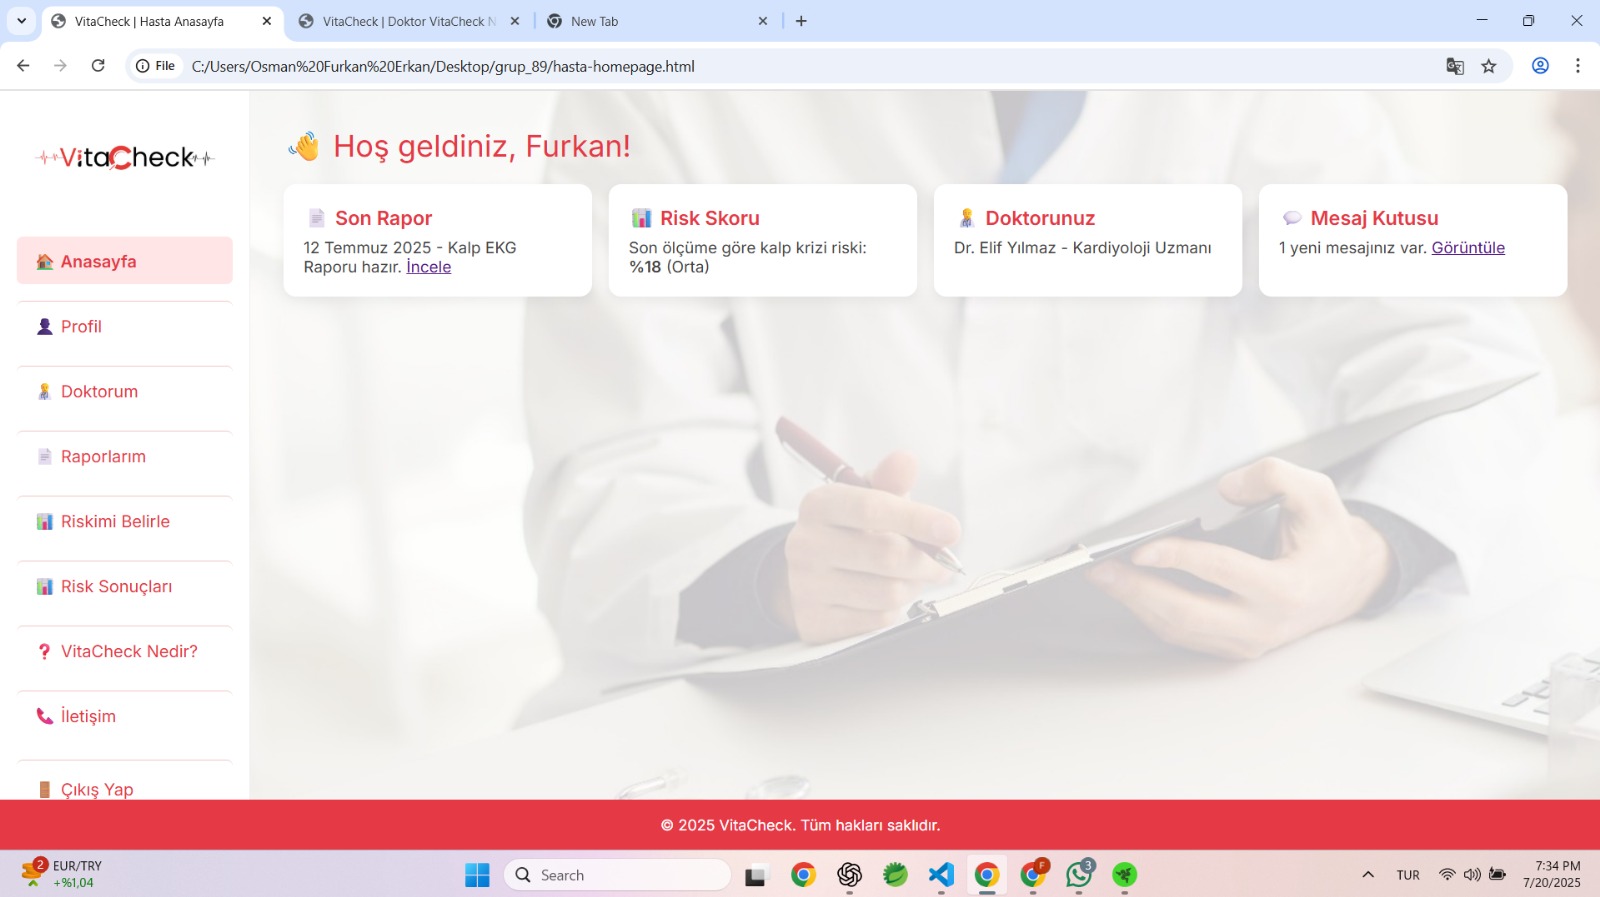 VitaCheck | Hasta Anasayfa
VitaCheck | Doktor VitaCheck N
New Tab
File
C:/Users/Osman%20Furkan%20Erkan/Desktop/grup_89/hasta-homepage.html
VitaCheck
Anasayfa
Profil
Doktorum
Raporlarım
Riskimi Belirle
Risk Sonuçları
VitaCheck Nedir?
İletişim
Çıkış Yap
Hoş geldiniz, Furkan!
Son Rapor
12 Temmuz 2025 - Kalp EKG
Raporu hazır. İncele
Risk Skoru
Son ölçüme göre kalp krizi riski:
%18 (Orta)
Doktorunuz
Dr. Elif Yılmaz - Kardiyoloji Uzmanı
Mesaj Kutusu
1 yeni mesajınız var. Görüntüle
© 2025 VitaCheck. Tüm hakları saklıdır.
2
EUR/TRY
+%1,04
Search
F
3
TUR
7:34 PM
7/20/2025